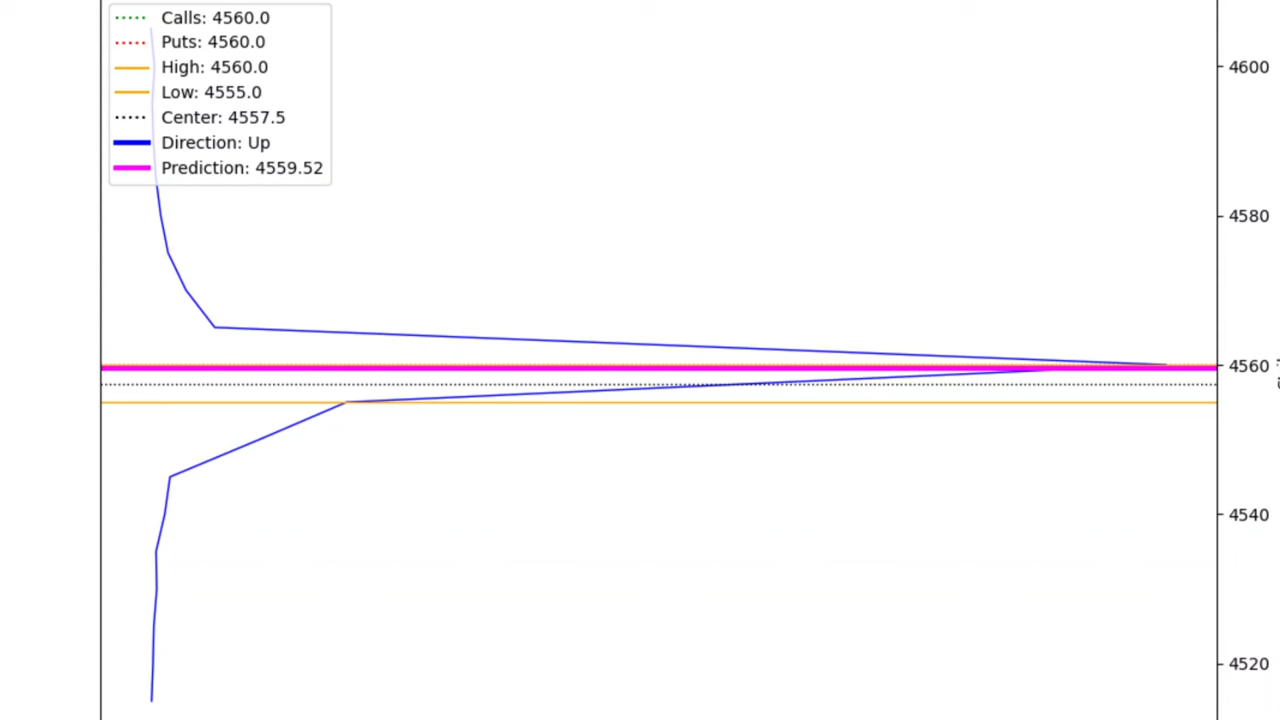 Calls: 4560.0
Puts: 4560.0
High: 4560.0
Low: 4555.0
Center: 4557.5
Direction: Up
Prediction: 4559.52
4600
4580
4560
4540
4520